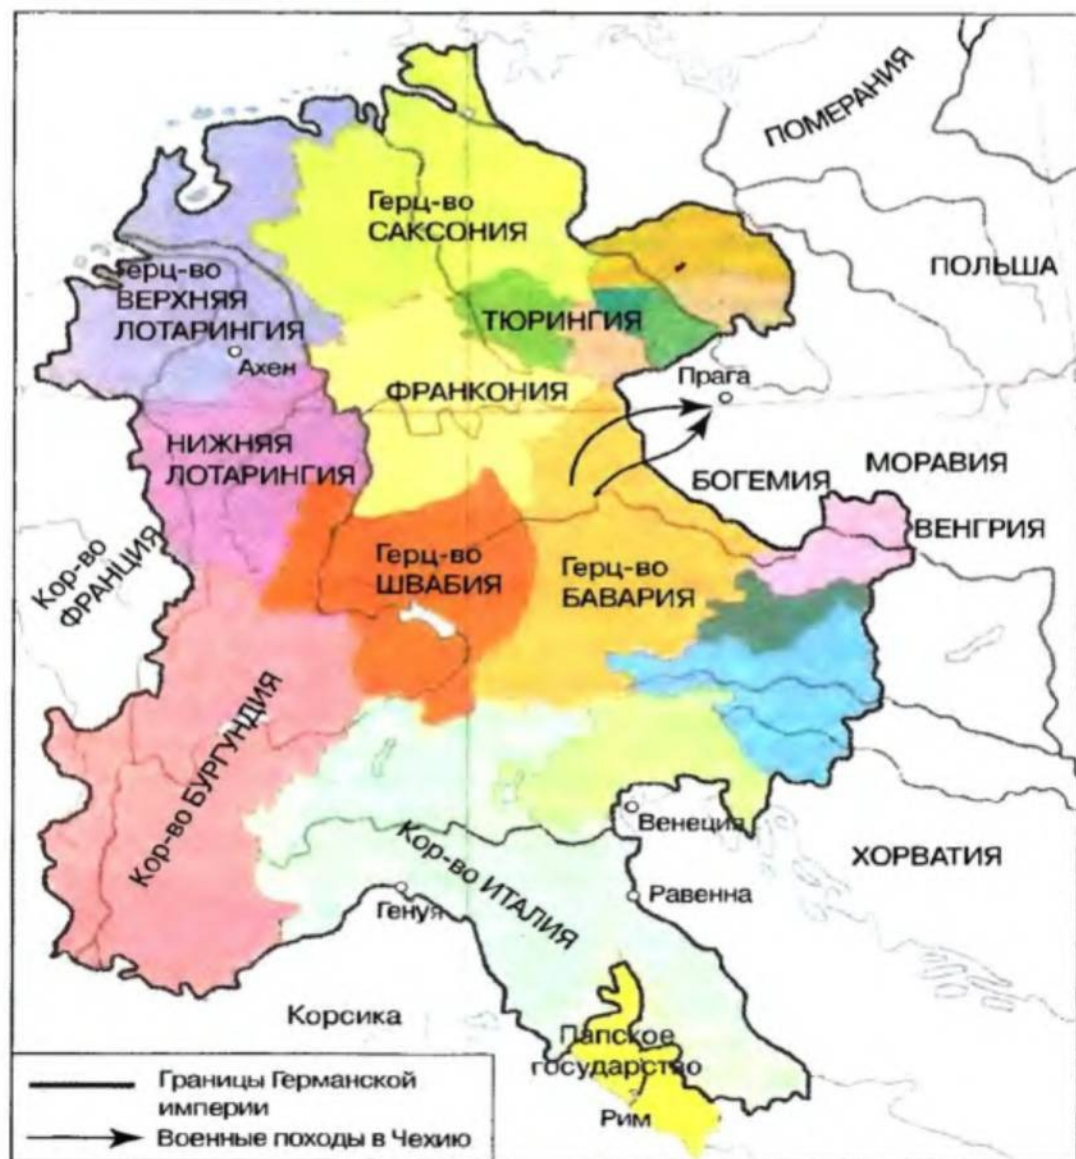 ПОМЕРАНИЯ
Герц-во
САКСОНИЯ
ПОЛЬША
Герц-во
ВЕРХНЯЯ
ЛОТАРИНГИЯ
ТЮРИНГИЯ
Ахен
Прага
ФРАНКОНИЯ
НИЖНЯЯ
ЛОТАРИНГИЯ
МОРАВИЯ
БОГЕМИЯ
ВЕНГРИЯ
Кор-во
ФРАНЦИЯ
Герц-во
ШВАБИЯ
Герц-во
БАВАРИЯ
Кор-во БУРГУНДИЯ
Венеция
Кор-во ИТАЛИЯ
ХОРВАТИЯ
Генуя
Равенна
Корсика
Папское
государство
Рим
Границы Германской
империи
Военные походы в Чехию